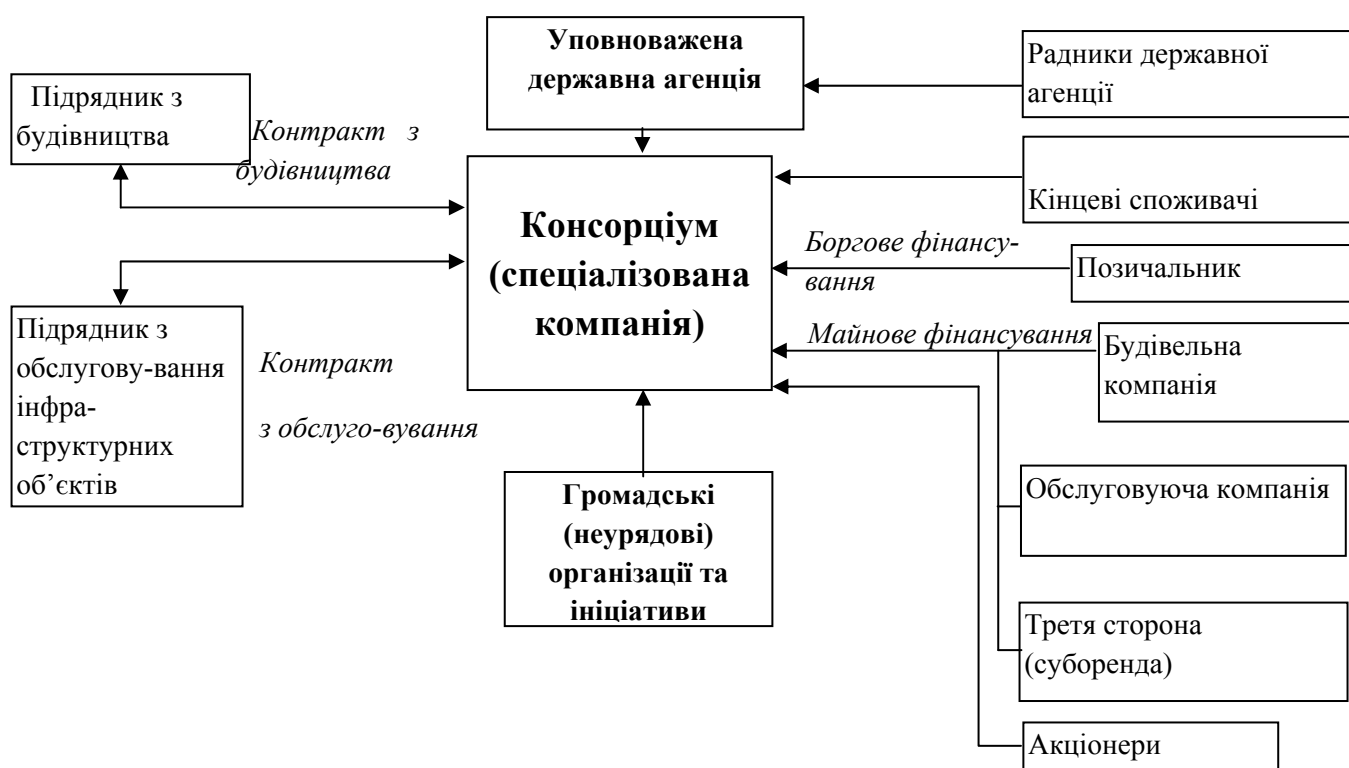 Уповноважена
державна агенція
Радники державної
агенції
Підрядник з
будівництва
Контракт з
будівництва
Консорціум
(спеціалізована
компанія)
Кінцеві споживачі
Боргове фінансу-
вання
Позичальник
Майнове фінансування
Будівельна
компанія
Підрядник з
обслугову-вання
інфра-
структурних
об’єктів
Контракт
з обслуго-вування
Громадські
(неурядові)
організації та
ініціативи
Обслуговуюча компанія
Третя сторона
(суборенда)
Акціонери